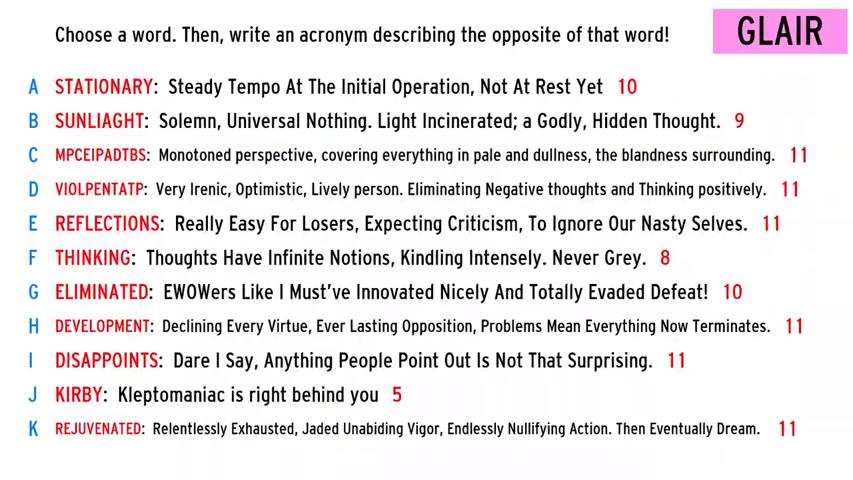 Choose a word. Then, write an acronym describing the opposite of that word!
GLAIR
A STATIONARY: Steady Tempo At The Initial Operation, Not At Rest Yet 10
B SUNLIAGHT: Solemn, Universal Nothing. Light Incinerated; a Godly, Hidden Thought. 9
C MPCEIPADTBS: Monotoned perspective, covering everything in pale and dullness, the blandness surrounding. 11
D VIOLPENTATP: Very Irenic, Optimistic, Lively person. Eliminating Negative thoughts and Thinking positively. 11
E REFLECTIONS: Really Easy For Losers, Expecting Criticism, To Ignore Our Nasty Selves. 11
F THINKING: Thoughts Have Infinite Notions, Kindling Intensely. Never Grey. 8
G ELIMINATED: EWOWers Like I Must've Innovated Nicely And Totally Evaded Defeat! 10
H DEVELOPMENT: Declining Every Virtue, Ever Lasting Opposition, Problems Mean Everything Now Terminates. 11
I DISAPPOINTS: Dare I Say, Anything People Point Out Is Not That Surprising. 11
J KIRBY: Kleptomaniac is right behind you 5
K REJUVENATED: Relentlessly Exhausted, Jaded Unabiding Vigor, Endlessly Nullifying Action. Then Eventually Dream. 11